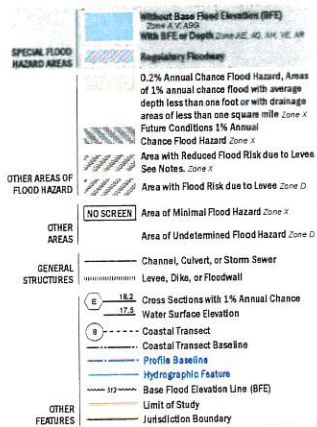 Without Base Flood Elevation (BFE)
Zone A, V, A99
With BFE or Depth Zone AE, AO, AH, VE, AR
SPECIAL FLOOD
HAZARD AREAS
Regulatory Floodway
0.2% Annual Chance Flood Hazard, Areas
of 1% annual chance flood with average
depth less than one foot or with drainage
areas of less than one square mile Zone X
Future Conditions 1% Annual
Chance Flood Hazard Zone X
Area with Reduced Flood Risk due to Levee
See Notes. Zone X
OTHER AREAS OF
FLOOD HAZARD
Area with Flood Risk due to Levee Zone D
NO SCREEN
Area of Minimal Flood Hazard Zone X
OTHER
AREAS
Area of Undetermined Flood Hazard Zone D
GENERAL
STRUCTURES
Channel, Culvert, or Storm Sewer
Levee, Dike, or Floodwall
E 18.2 Cross Sections with 1% Annual Chance
17.5 Water Surface Elevation
8 Coastal Transect
Coastal Transect Baseline
Profile Baseline
Hydrographic Feature
513 Base Flood Elevation Line (BFE)
Limit of Study
Jurisdiction Boundary
OTHER
FEATURES